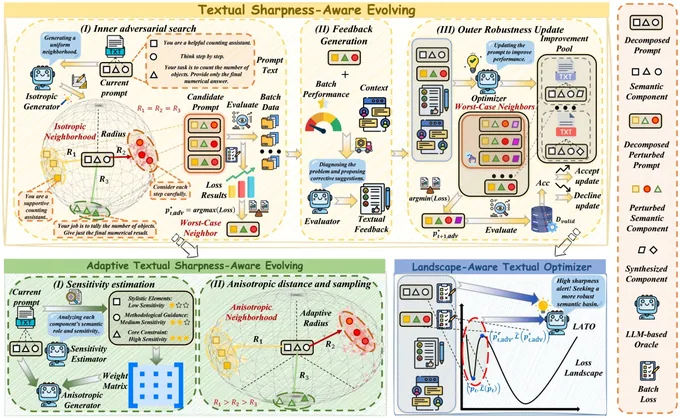 Textual Sharpness-Aware Evolving
(I) Inner adversarial search
Generating a
uniform
neighborhood.
Current
prompt
TXT
You are a helpful counting assistant.
Think step by step.
Your task is to count the number of
objects. Provide only the final
numerical answer.
Prompt
Text
Isotropic
Generator
R₁ = R₂ = R₃
Isotropic
Neighborhood
Radius
R₁
R₂
R₃
You are a
supportive
counting
assistant.
Consider each
step carefully.
Your job is to tally the number of objects.
Give just the final numerical result.
Candidate
Prompt
Evaluate
Batch
Data
Loss
Results
p*t,adv = argmax(Loss)
Worst-Case
Neighbor
(II) Feedback
Generation
Batch
Performance
Context
Diagnosing the
problem and proposing
corrective suggestions.
Evaluator
Textual
Feedback
(III) Outer Robustness Update
Updating the
prompt to improve
performance.
Optimizer
Worst-Case Neighbors
argmin(Loss)
p*t+1,adv
Evaluate
Improvement
Pool
TXT
TXT
Acc
Accept
update
Decline
update
Dvalid
Decomposed
Prompt
Semantic
Component
Decomposed
Perturbed Prompt
Perturbed Semantic
Component
Synthesized
Component
LLM-based
Oracle
Batch
Loss
Adaptive Textual Sharpness-Aware Evolving
(I) Sensitivity estimation
Current
prompt
TXT
Analyzing each
component's semantic
role and sensitivity.
Sensitivity
Estimator
Anisotropic
Generator
Weight
Matrix
Stylistic Elements:
Low Sensitivity
Methodological Guidance:
Medium Sensitivity
Core Constraint:
High Sensitivity
(II) Anisotropic distance and sampling
Anisotropic
Neighborhood
Adaptive
Radius
R₁
R₂
R₃
R₁ > R₂ > R₃
Landscape-Aware Textual Optimizer
High sharpness
alert! Seeking a
more robust
semantic basin.
LATO
(p*t,adv, L(p*t,adv))
(pt, L(pt))
Loss
Landscape